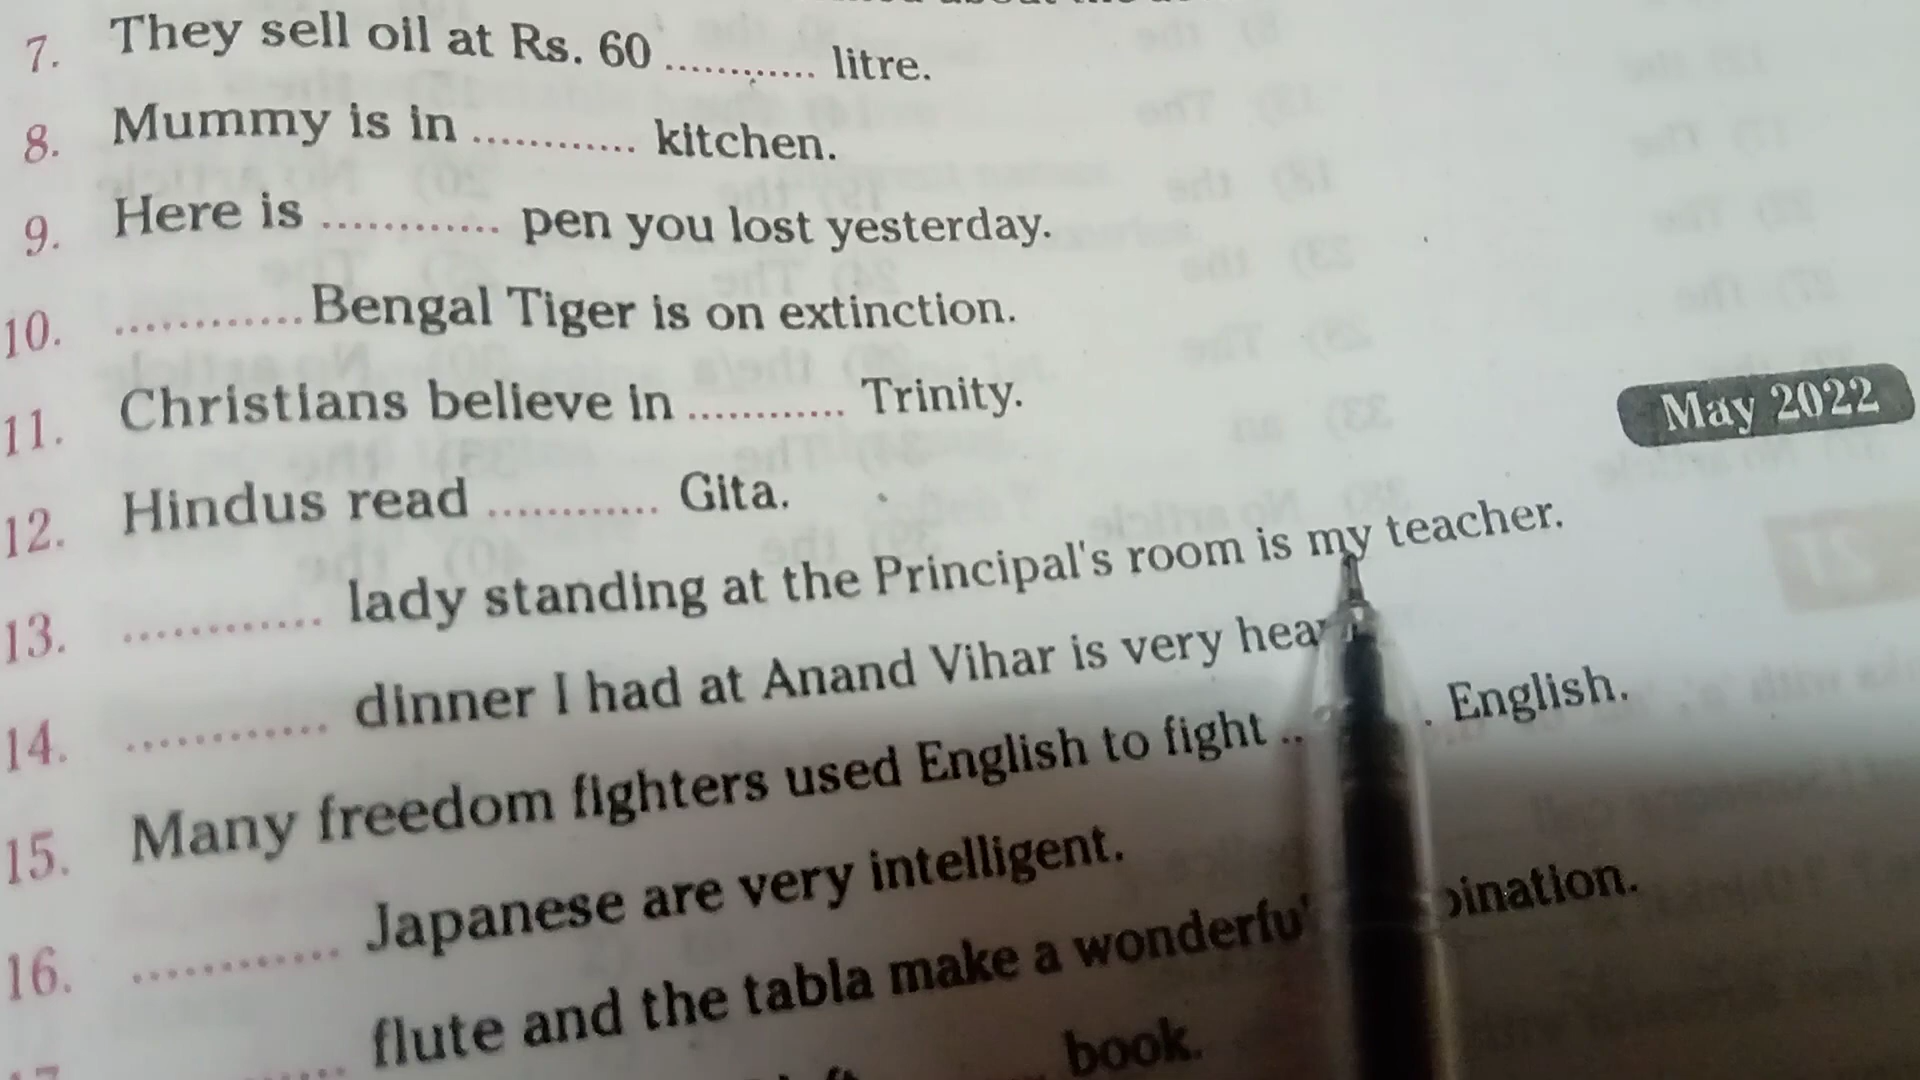 7. They sell oil at Rs. 60 ............ litre.
8. Mummy is in ............ kitchen.
9. Here is ............ pen you lost yesterday.
10. ............ Bengal Tiger is on extinction.
11. Christians believe in ............ Trinity.
May 2022
12. Hindus read ............ Gita.
13. ............ lady standing at the Principal's room is my teacher.
14. ............ dinner I had at Anand Vihar is very
15. Many freedom fighters used English to fight .. . English.
16. ............ Japanese are very intelligent.
flute and the tabla make a
book.